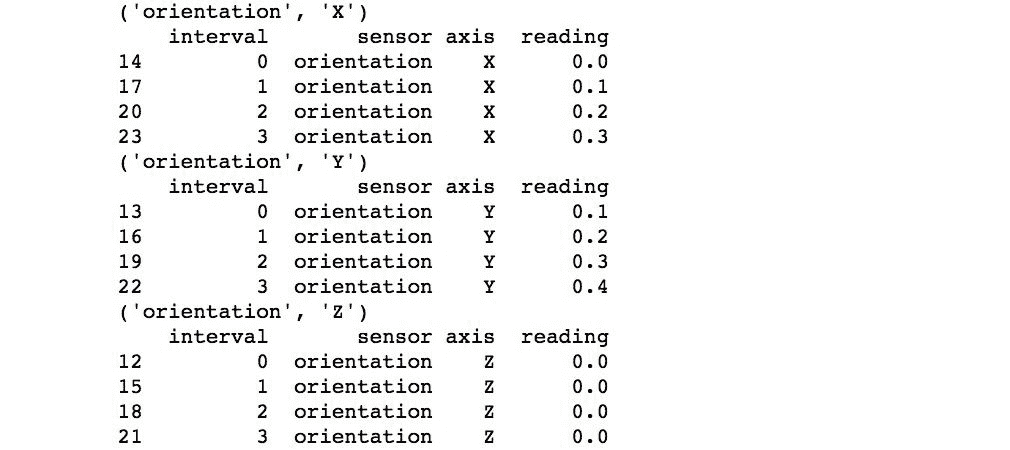 ('orientation', 'X')
    interval       sensor axis  reading
14         0  orientation    X      0.0
17         1  orientation    X      0.1
20         2  orientation    X      0.2
23         3  orientation    X      0.3
('orientation', 'Y')
    interval       sensor axis  reading
13         0  orientation    Y      0.1
16         1  orientation    Y      0.2
19         2  orientation    Y      0.3
22         3  orientation    Y      0.4
('orientation', 'Z')
    interval       sensor axis  reading
12         0  orientation    Z      0.0
15         1  orientation    Z      0.0
18         2  orientation    Z      0.0
21         3  orientation    Z      0.0